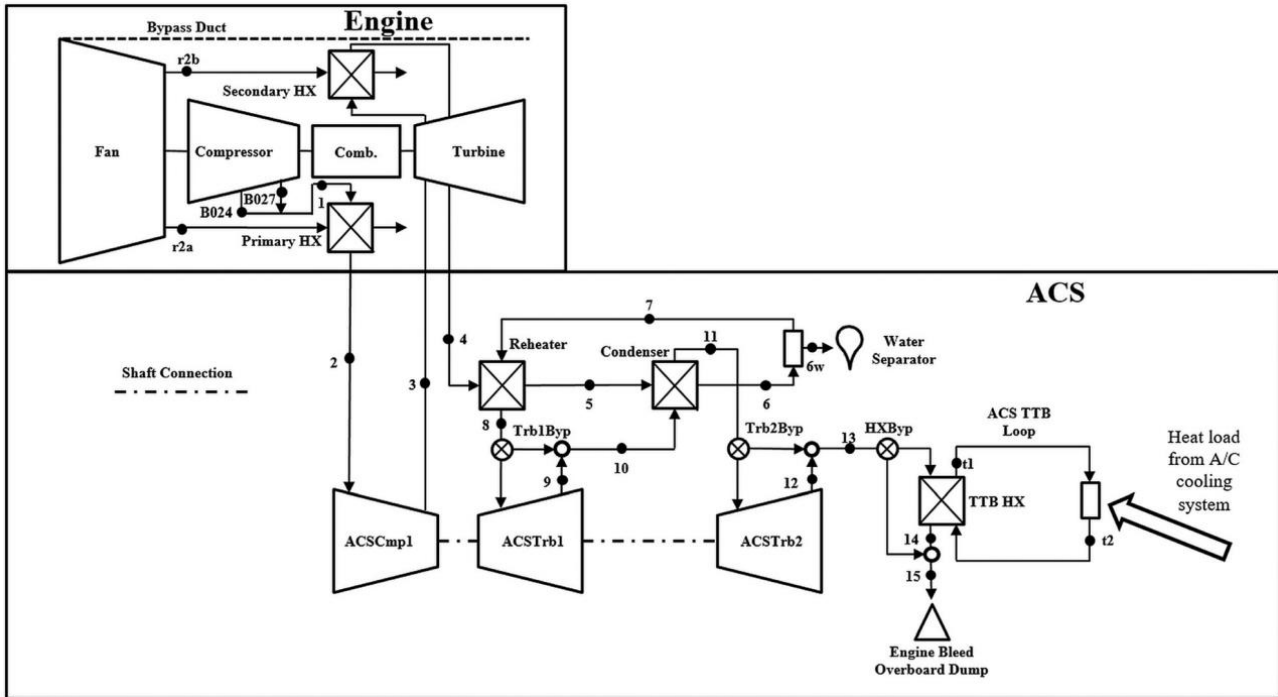 Engine
Bypass Duct
r2b
Secondary HX
Fan
Compressor
Comb.
Turbine
B027
B024
1
r2a
Primary HX
ACS
7
11
4
Reheater
Condenser
Water
Separator
6w
2
3
Shaft Connection
5
6
8
Trb1Byp
10
Trb2Byp
13
HXByp
ACS TTB
Loop
Heat load
from A/C
cooling
system
t1
9
12
TTB HX
ACSCmp1
ACSTrb1
ACSTrb2
14
t2
15
Engine Bleed
Overboard Dump